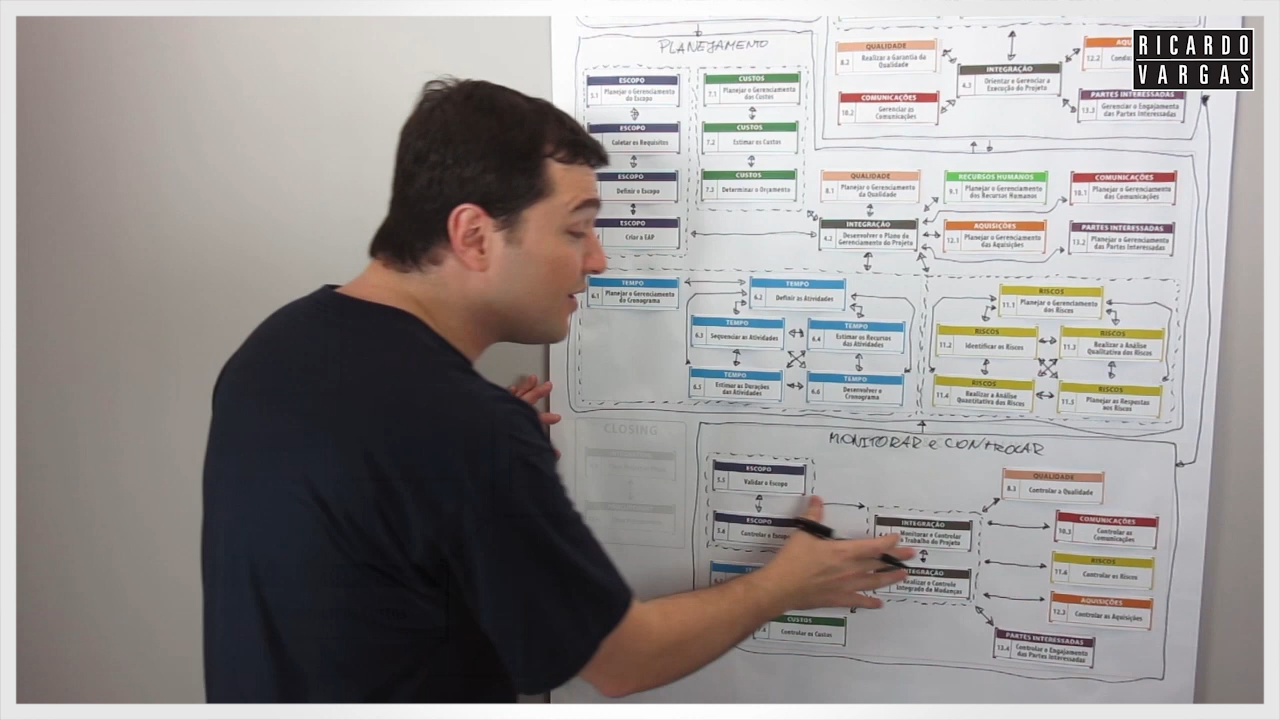 RICARDO
VARGAS
PLANEJAMENTO
QUALIDADE
8.2 Realizar a Garantia da
Qualidade
INTEGRAÇÃO
4.3 Orientar e Gerenciar a
Execução do Projeto
12.2
COMUNICAÇÕES
10.2 Gerenciar as
Comunicações
PARTES INTERESSADAS
13.3 Gerenciar o Engajamento
das Partes Interessadas
ESCOPO
5.1 Planejar o Gerenciamento
do Escopo
CUSTOS
7.1 Planejar o Gerenciamento
dos Custos
ESCOPO
Coletar os Requisitos
CUSTOS
7.2 Estimar os Custos
ESCOPO
Definir o Escopo
CUSTOS
7.3 Determinar o Orçamento
QUALIDADE
8.1 Planejar o Gerenciamento
da Qualidade
RECURSOS HUMANOS
9.1 Planejar o Gerenciamento
dos Recursos Humanos
COMUNICAÇÕES
10.1 Planejar o Gerenciamento
das Comunicações
ESCOPO
Criar a EAP
INTEGRAÇÃO
4.2 Desenvolver o Plano de
Gerenciamento do Projeto
AQUISIÇÕES
12.1 Planejar o Gerenciamento
das Aquisições
PARTES INTERESSADAS
13.2 Planejar o Gerenciamento
das Partes Interessadas
TEMPO
6.1 Planejar o Gerenciamento
do Cronograma
TEMPO
6.2 Definir as Atividades
TEMPO
6.3 Sequenciar as Atividades
TEMPO
6.4 Estimar os Recursos
das Atividades
TEMPO
6.5 Estimar as Durações
das Atividades
TEMPO
6.6 Desenvolver o
Cronograma
RISCOS
11.1 Planejar o Gerenciamento
dos Riscos
RISCOS
11.2 Identificar os Riscos
RISCOS
11.3 Realizar a Análise
Qualitativa dos Riscos
RISCOS
11.4 Realizar a Análise
Quantitativa dos Riscos
RISCOS
11.5 Planejar as Respostas
aos Riscos
CLOSING
MONITORAR e CONTROLAR
ESCOPO
5.5 Validar o Escopo
ESCOPO
5.6 Controlar o
CUSTOS
Controlar os Custos
INTEGRAÇÃO
Monitorar e Controlar
o Trabalho do Projeto
INTEGRAÇÃO
Realizar o Controle
Integrado de Mudanças
QUALIDADE
8.3 Controlar a Qualidade
COMUNICAÇÕES
10.3 Controlar as
Comunicações
RISCOS
11.6 Controlar os Riscos
AQUISIÇÕES
12.3 Controlar as Aquisições
PARTES INTERESSADAS
13.4 Controlar o Engajamento
das Partes Interessadas